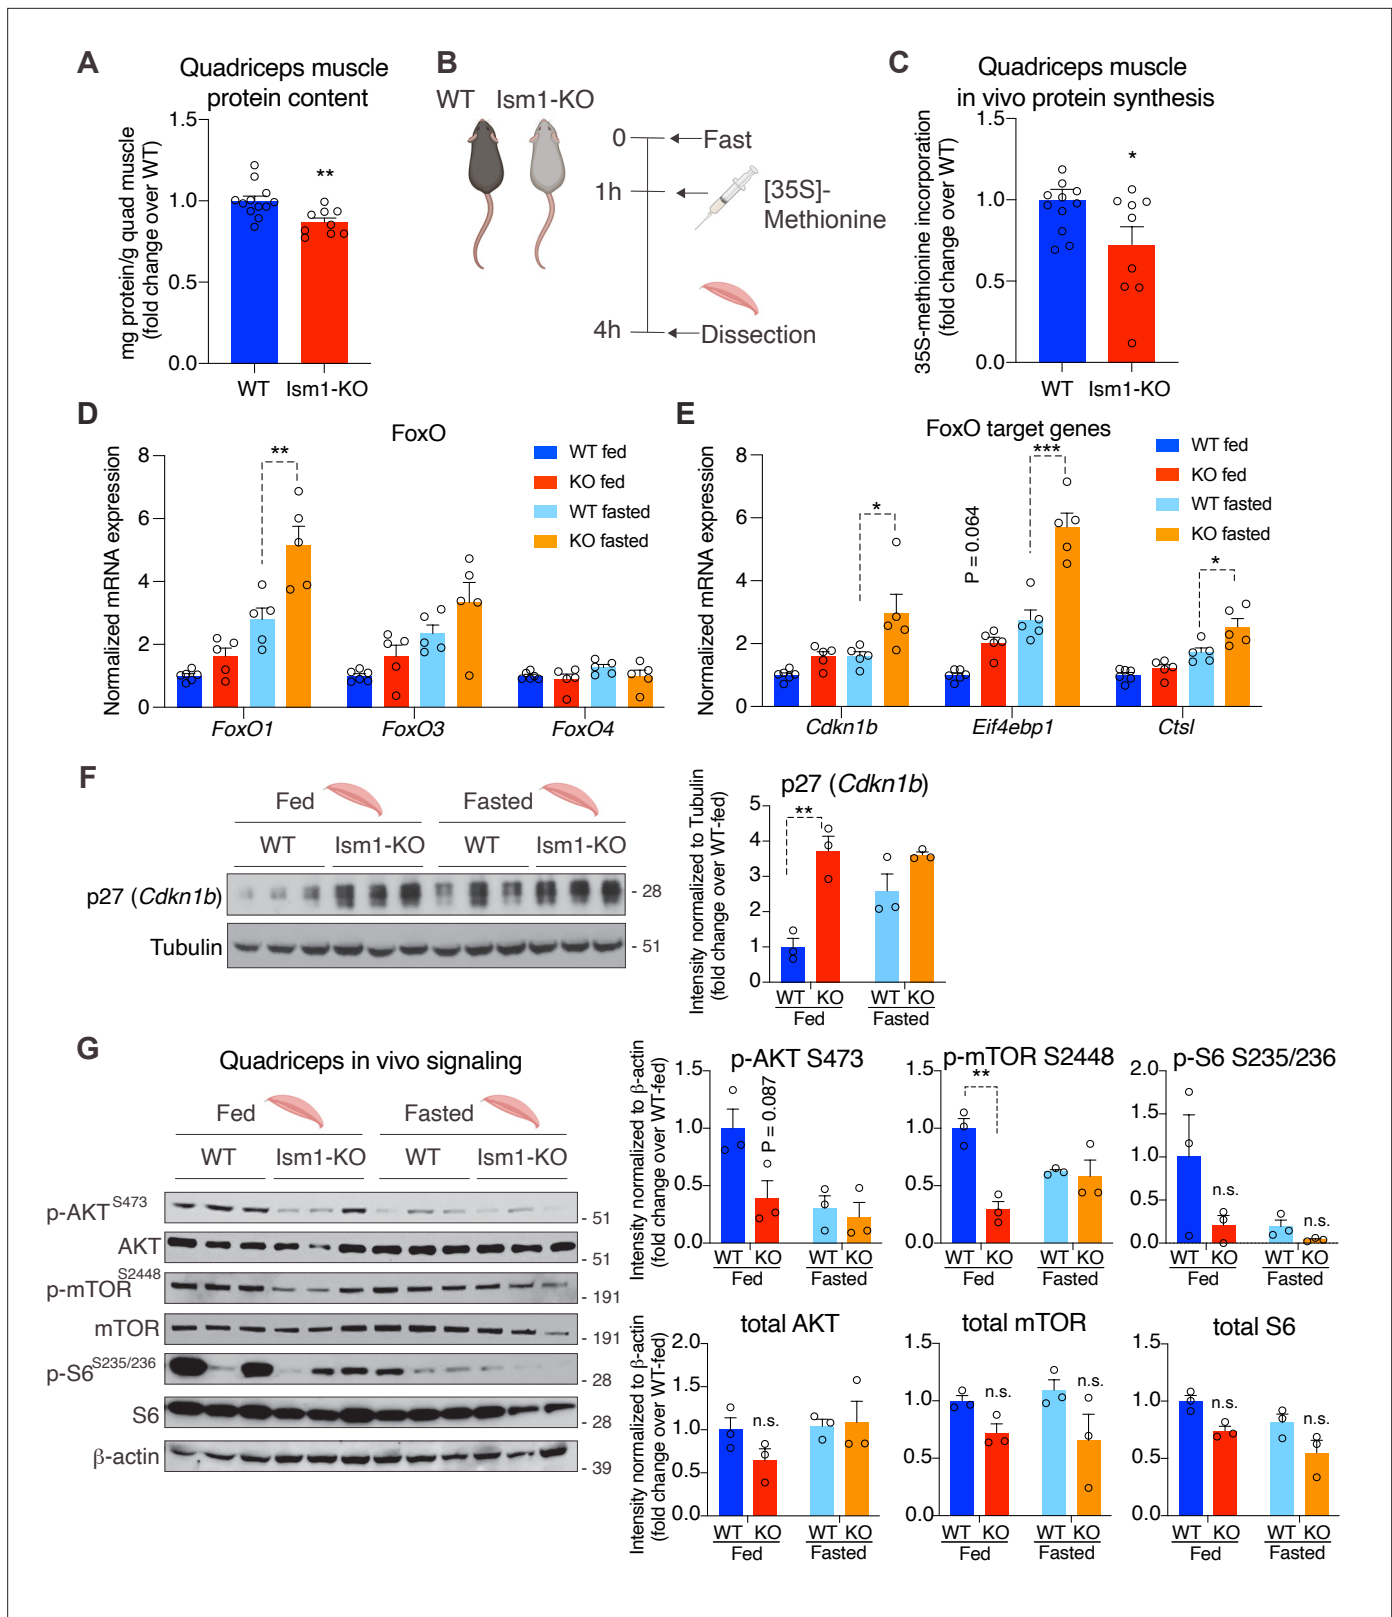 A
Quadriceps muscle
protein content
mg protein/g quad muscle
(fold change over WT)
1.5
1.0
0.5
0.0
**
WT Ism1-KO
B
WT Ism1-KO
0 Fast
1h [35S]-
Methionine
4h Dissection
C
Quadriceps muscle
in vivo protein synthesis
35S-methionine incorporation
(fold change over WT)
1.5
1.0
0.5
0.0
*
WT Ism1-KO
D
FoxO
Normalized mRNA expression
8
6
4
2
0
**
WT fed
KO fed
WT fasted
KO fasted
FoxO1 FoxO3 FoxO4
E
FoxO target genes
Normalized mRNA expression
8
6
4
2
0
*
P = 0.064
***
*
WT fed
KO fed
WT fasted
KO fasted
Cdkn1b Eif4ebp1 Ctsl
F
Fed Fasted
WT Ism1-KO WT Ism1-KO
p27 (Cdkn1b) - 28
Tubulin - 51
p27 (Cdkn1b)
Intensity normalized to Tubulin
(fold change over WT-fed)
5
4
3
2
1
0
**
WT KO WT KO
Fed Fasted
G
Quadriceps in vivo signaling
Fed Fasted
WT Ism1-KO WT Ism1-KO
p-AKT S473 - 51
AKT - 51
p-mTOR S2448 - 191
mTOR - 191
p-S6 S235/236 - 28
S6 - 28
β-actin - 39
p-AKT S473
Intensity normalized to β-actin
(fold change over WT-fed)
1.5
1.0
0.5
0.0
P = 0.087
WT KO WT KO
Fed Fasted
p-mTOR S2448
1.5
1.0
0.5
0.0
**
WT KO WT KO
Fed Fasted
p-S6 S235/236
2.0
1.5
1.0
0.5
0.0
n.s.
n.s.
WT KO WT KO
Fed Fasted
total AKT
Intensity normalized to β-actin
(fold change over WT-fed)
2.0
1.5
1.0
0.5
0.0
n.s.
WT KO WT KO
Fed Fasted
total mTOR
1.5
1.0
0.5
0.0
n.s.
n.s.
WT KO WT KO
Fed Fasted
total S6
1.5
1.0
0.5
0.0
n.s.
n.s.
WT KO WT KO
Fed Fasted